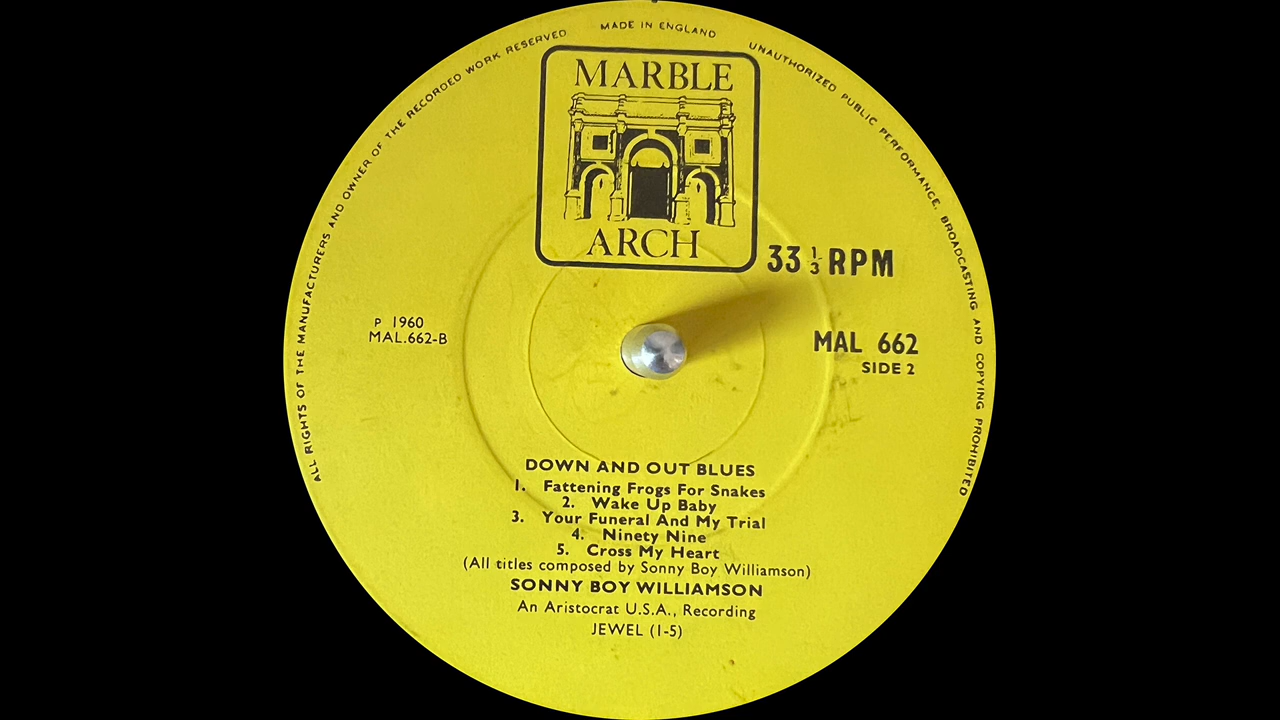 ALL RIGHTS OF THE MANUFACTURERS AND OWNER OF THE RECORDED WORK RESERVED
MADE IN ENGLAND
UNAUTHORIZED PUBLIC PERFORMANCE, BROADCASTING AND COPYING PROHIBITED
MARBLE
ARCH
33 1/3 RPM
P 1960
MAL.662-B
MAL 662
SIDE 2
DOWN AND OUT BLUES
1. Fattening Frogs For Snakes
2. Wake Up Baby
3. Your Funeral And My Trial
4. Ninety Nine
5. Cross My Heart
(All titles composed by Sonny Boy Williamson)
SONNY BOY WILLIAMSON
An Aristocrat U.S.A., Recording
JEWEL (1-5)